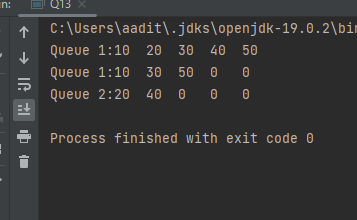 un:
Q13
C:\Users\aadit\.jdks\openjdk-19.0.2\bin
Queue 1:10  20  30  40  50
Queue 1:10  30  50  0  0
Queue 2:20  40  0  0  0
Process finished with exit code 0